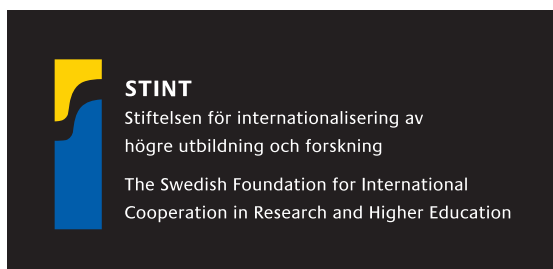 STINT
Stiftelsen för internationalisering av
högre utbildning och forskning
The Swedish Foundation for International
Cooperation in Research and Higher Education